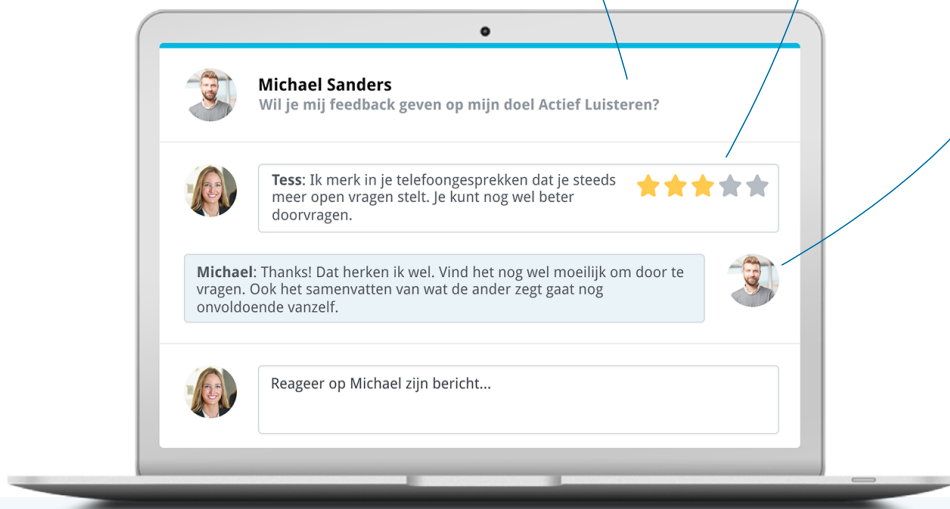 Michael Sanders
Wil je mij feedback geven op mijn doel Actief Luisteren?
Tess: Ik merk in je telefoongesprekken dat je steeds
meer open vragen stelt. Je kunt nog wel beter
doorvragen.
Michael: Thanks! Dat herken ik wel. Vind het nog wel moeilijk om door te
vragen. Ook het samenvatten van wat de ander zegt gaat nog
onvoldoende vanzelf.
Reageer op Michael zijn bericht...